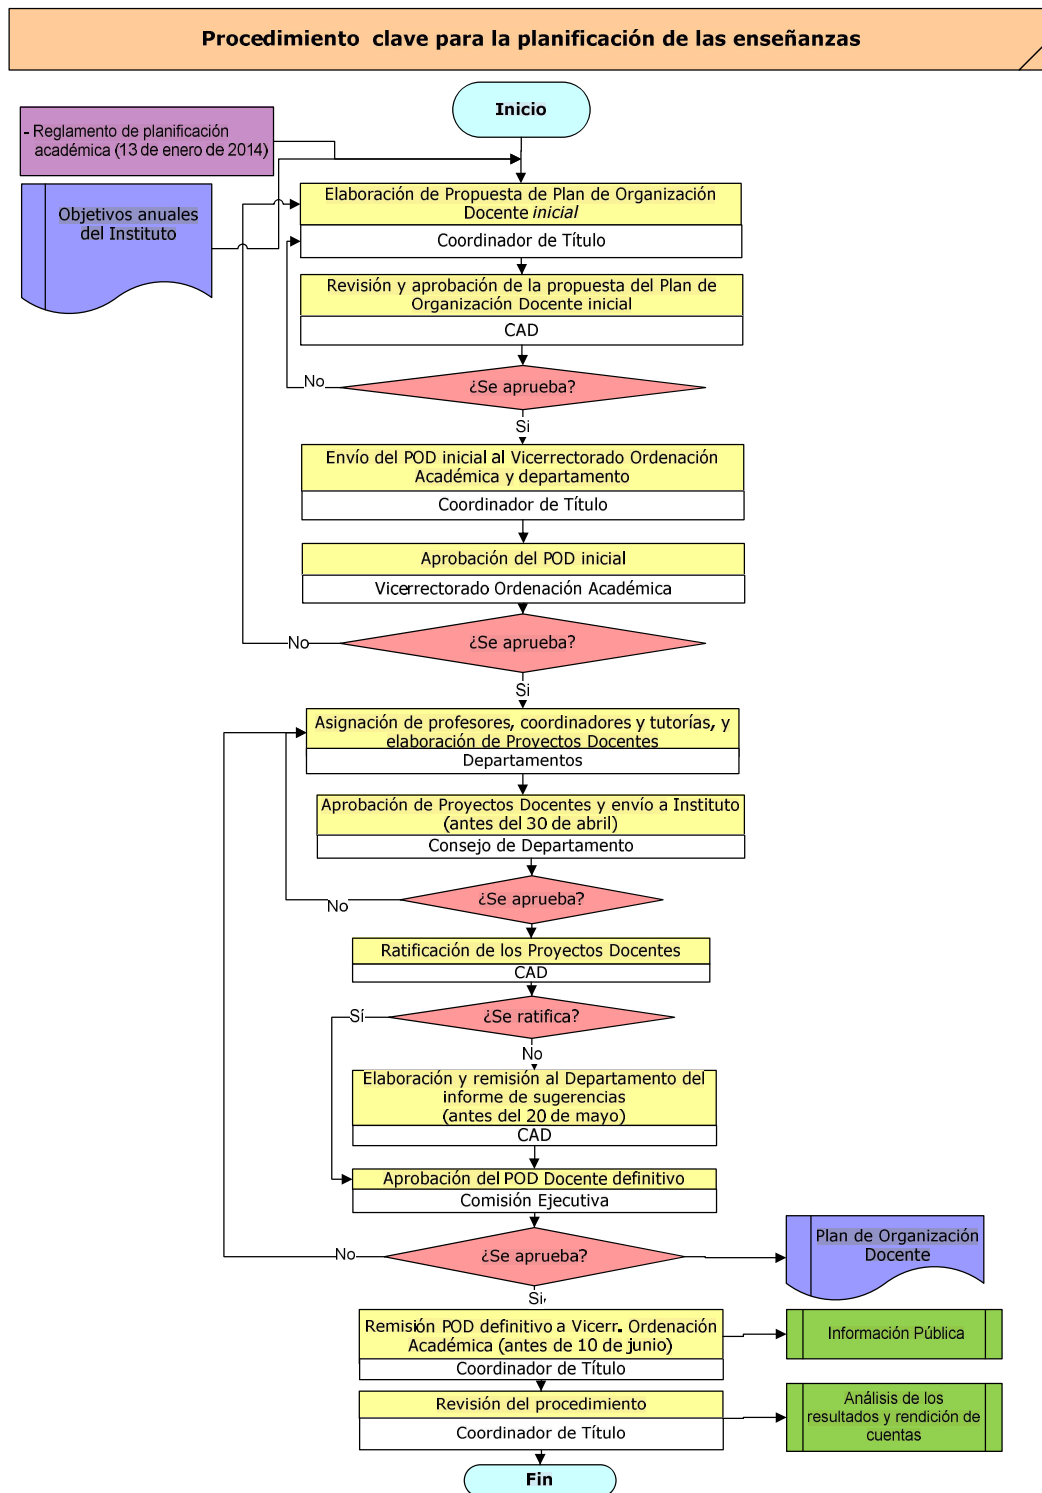 Procedimiento clave para la planificación de las enseñanzas
Inicio
- Reglamento de planificación
académica (13 de enero de 2014)
Objetivos anuales
del Instituto
Elaboración de Propuesta de Plan de Organización
Docente inicial
Coordinador de Título
Revisión y aprobación de la propuesta del Plan de
Organización Docente inicial
CAD
¿Se aprueba?
No
Si
Envío del POD inicial al Vicerrectorado Ordenación
Académica y departamento
Coordinador de Título
Aprobación del POD inicial
Vicerrectorado Ordenación Académica
¿Se aprueba?
No
Si
Asignación de profesores, coordinadores y tutorías, y
elaboración de Proyectos Docentes
Departamentos
Aprobación de Proyectos Docentes y envío a Instituto
(antes del 30 de abril)
Consejo de Departamento
¿Se aprueba?
No
Ratificación de los Proyectos Docentes
CAD
¿Se ratifica?
Sí
No
Elaboración y remisión al Departamento del
informe de sugerencias
(antes del 20 de mayo)
CAD
Aprobación del POD Docente definitivo
Comisión Ejecutiva
¿Se aprueba?
No
Si
Plan de Organización
Docente
Remisión POD definitivo a Vicerr. Ordenación
Académica (antes de 10 de junio)
Coordinador de Título
Información Pública
Revisión del procedimiento
Coordinador de Título
Análisis de los
resultados y rendición de
cuentas
Fin